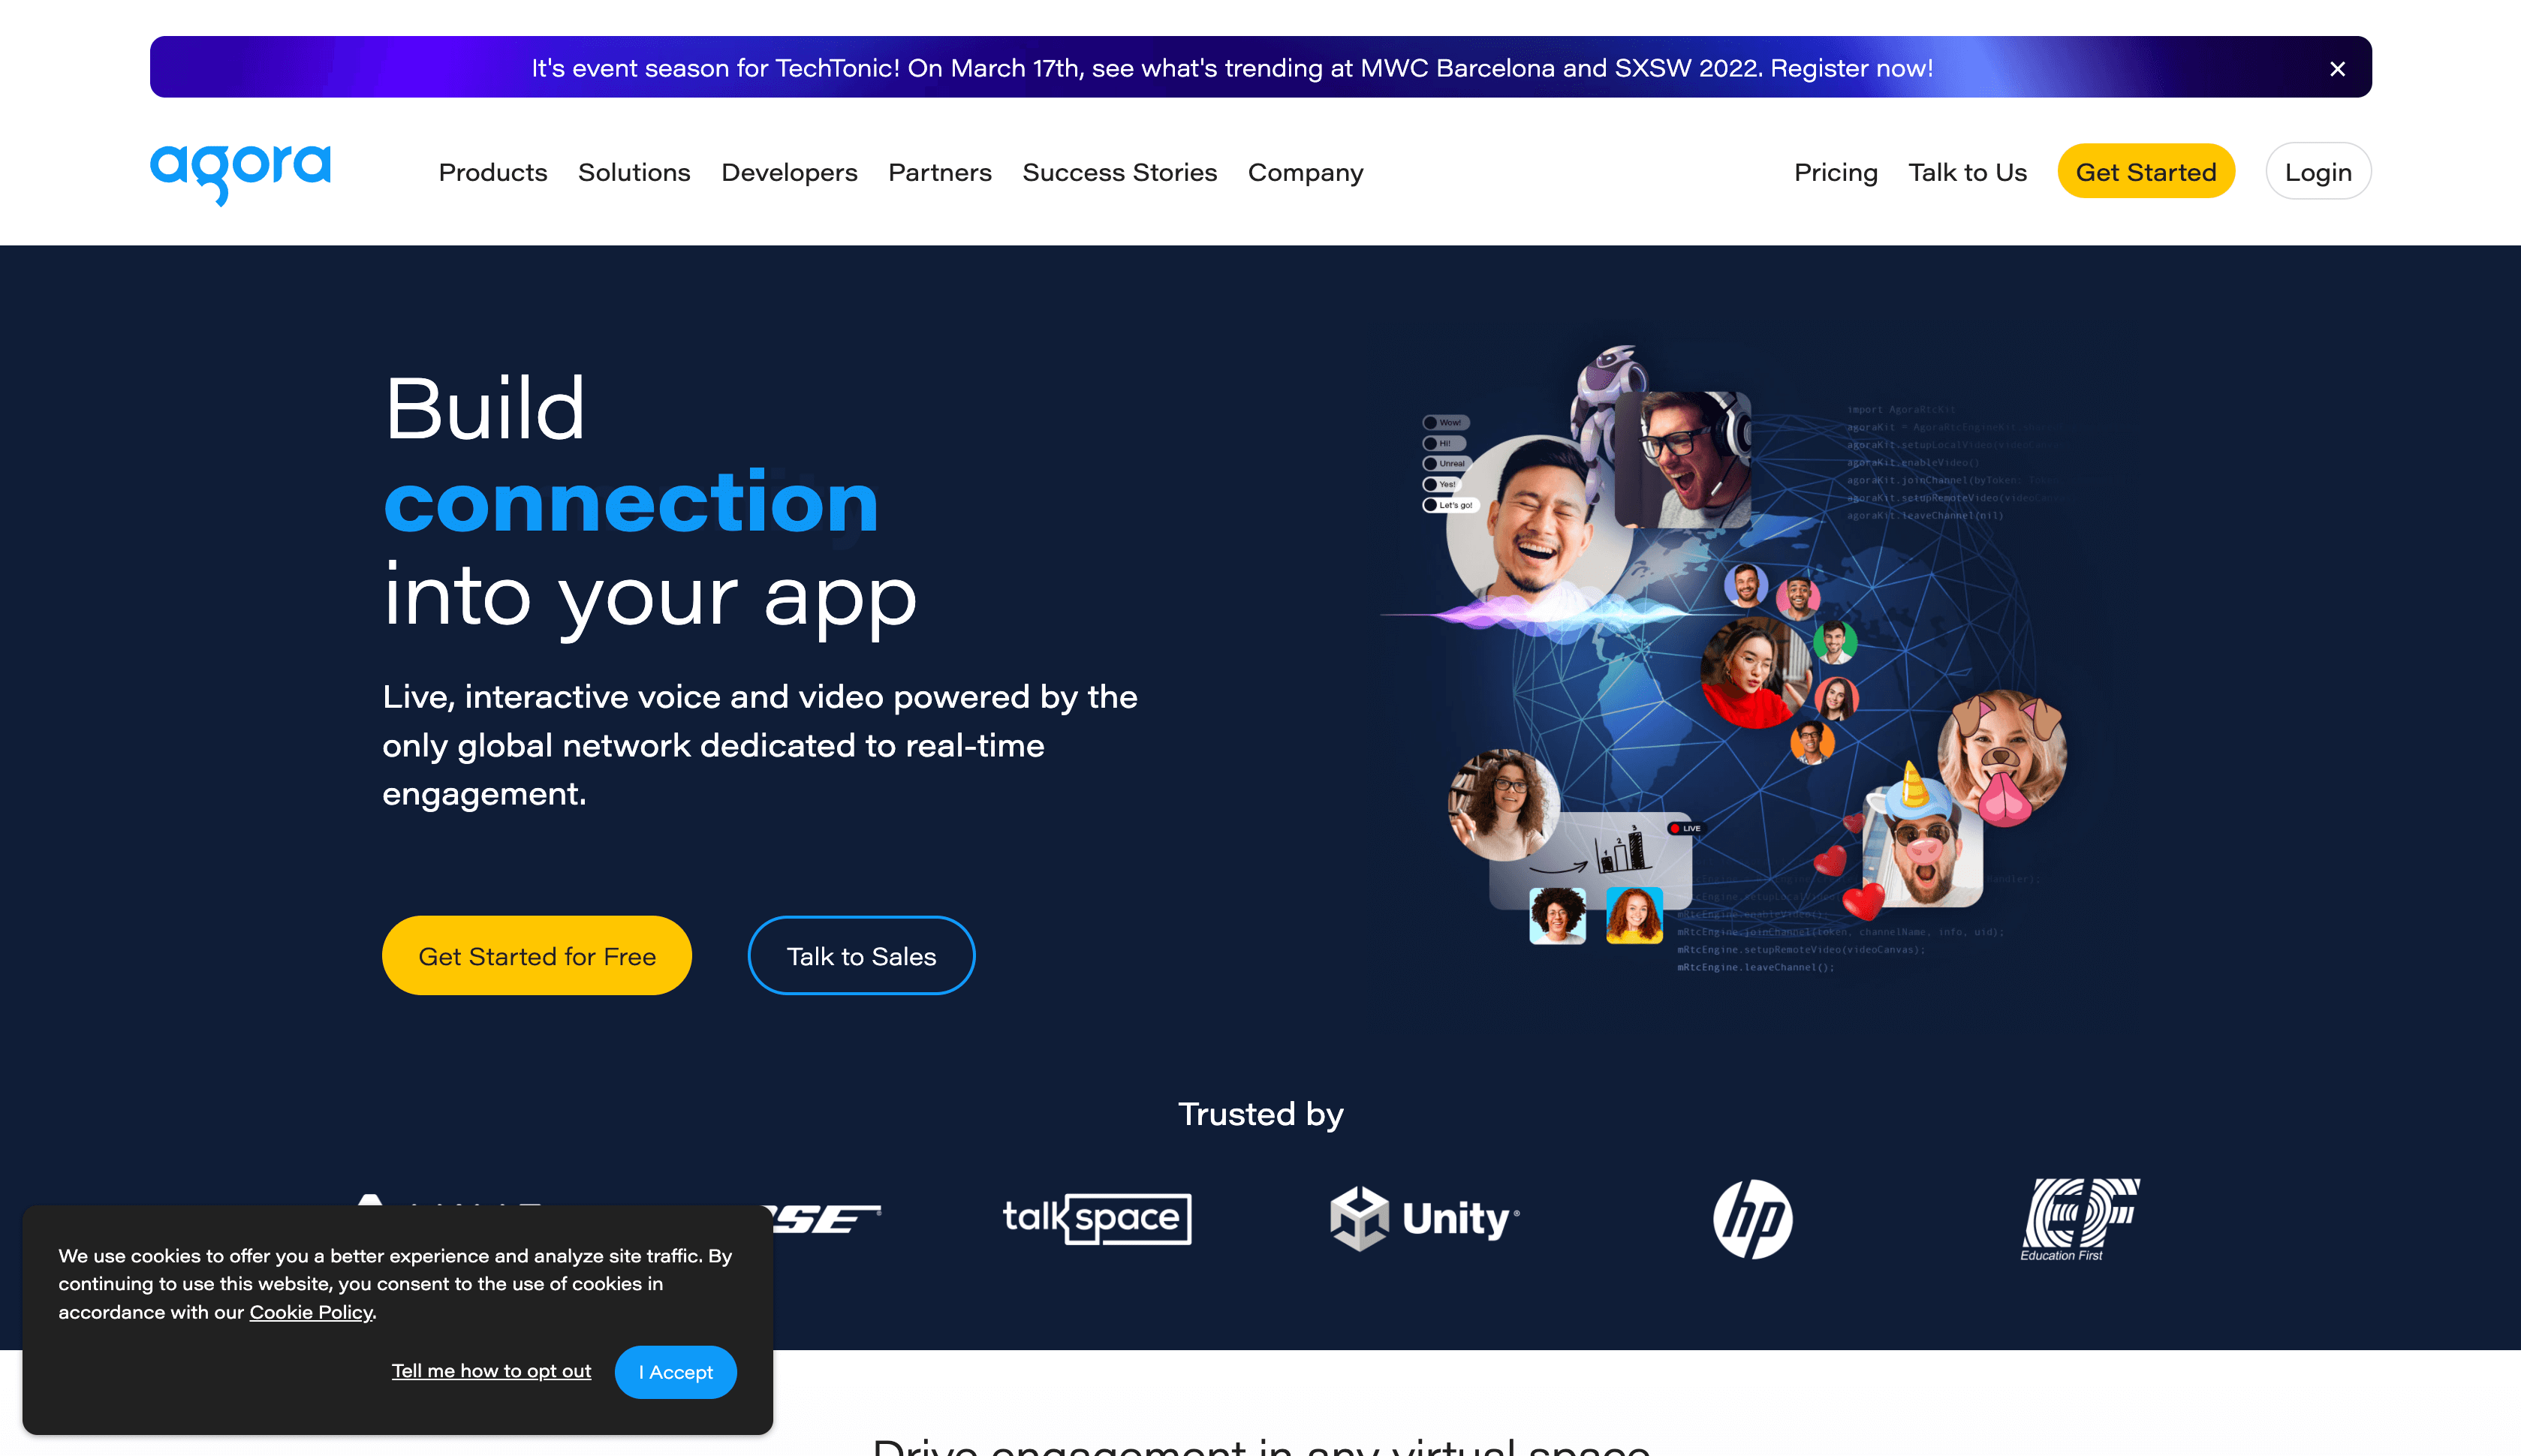 It's event season for TechTonic! On March 17th, see what's trending at MWC Barcelona and SXSW 2022. Register now!
agora
Products
Solutions
Developers
Partners
Success Stories
Company
Pricing
Talk to Us
Get Started
Login
Build
connection
into your app
Live, interactive voice and video powered by the
only global network dedicated to real-time
engagement.
Get Started for Free
Talk to Sales
Wow!
Hi!
Unreal
Yes!
Let's go!
import AgoraRtcKit
agoraKit.enableVideo()
agoraKit.leaveChannel(nil)
1 2 3
LIVE
mRtcEngine.enableVideo();
mRtcEngine.joinChannel(token, channelName, info, uid);
mRtcEngine.setupRemoteVideo(videoCanvas);
mRtcEngine.leaveChannel();
Trusted by
talkspace
Unity
hp
EF
Education First
We use cookies to offer you a better experience and analyze site traffic. By
continuing to use this website, you consent to the use of cookies in
accordance with our Cookie Policy.
Tell me how to opt out
I Accept
Drive engagement in any virtual space